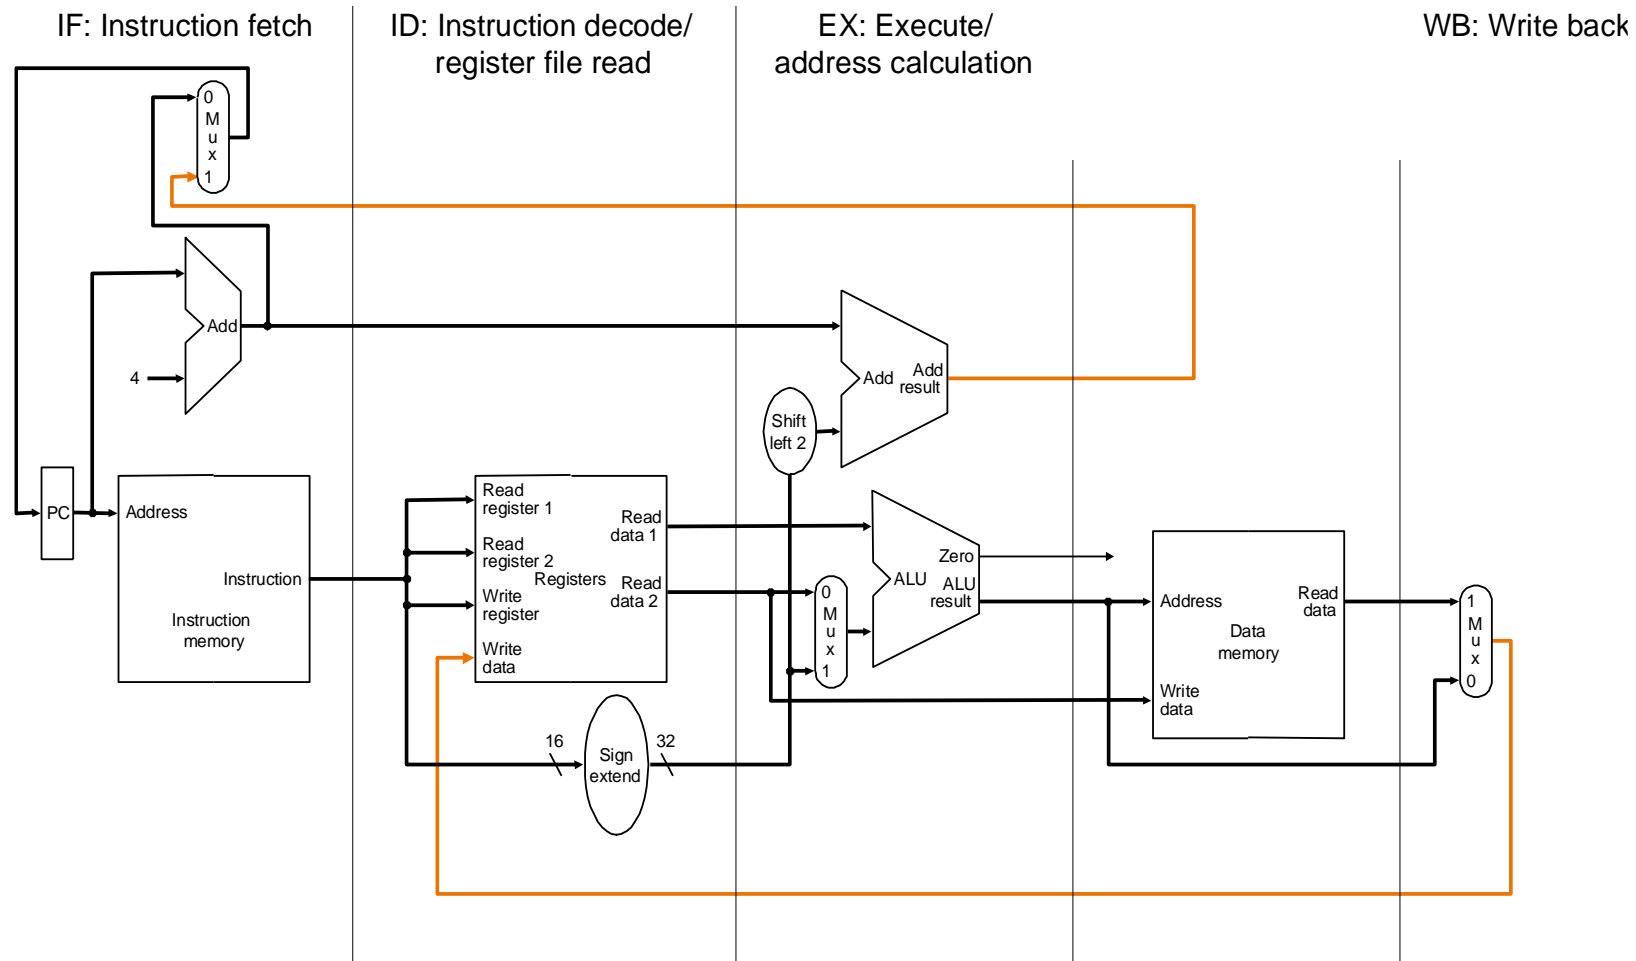 IF: Instruction fetch
ID: Instruction decode/
register file read
EX: Execute/
address calculation
WB: Write back
0
M
u
x
1
Add
4
Add
Add
result
Shift
left 2
PC
Address
Instruction
Instruction
memory
Read
register 1
Read
register 2
Write
register
Write
data
Registers
Read
data 1
Read
data 2
16
Sign
extend
32
0
M
u
x
1
Zero
ALU
ALU
result
Address
Read
data
Data
memory
Write
data
1
M
u
x
0